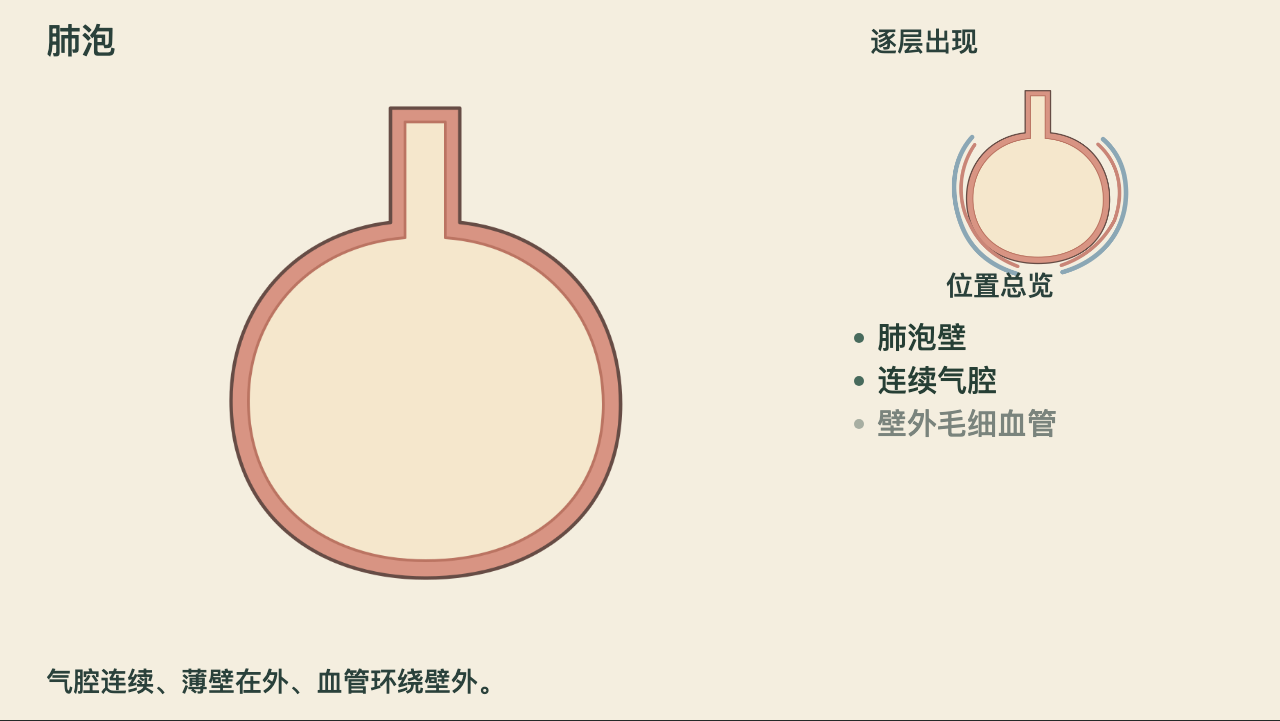 肺泡
逐层出现
位置总览
肺泡壁
连续气腔
壁外毛细血管
气腔连续、薄壁在外、血管环绕壁外。